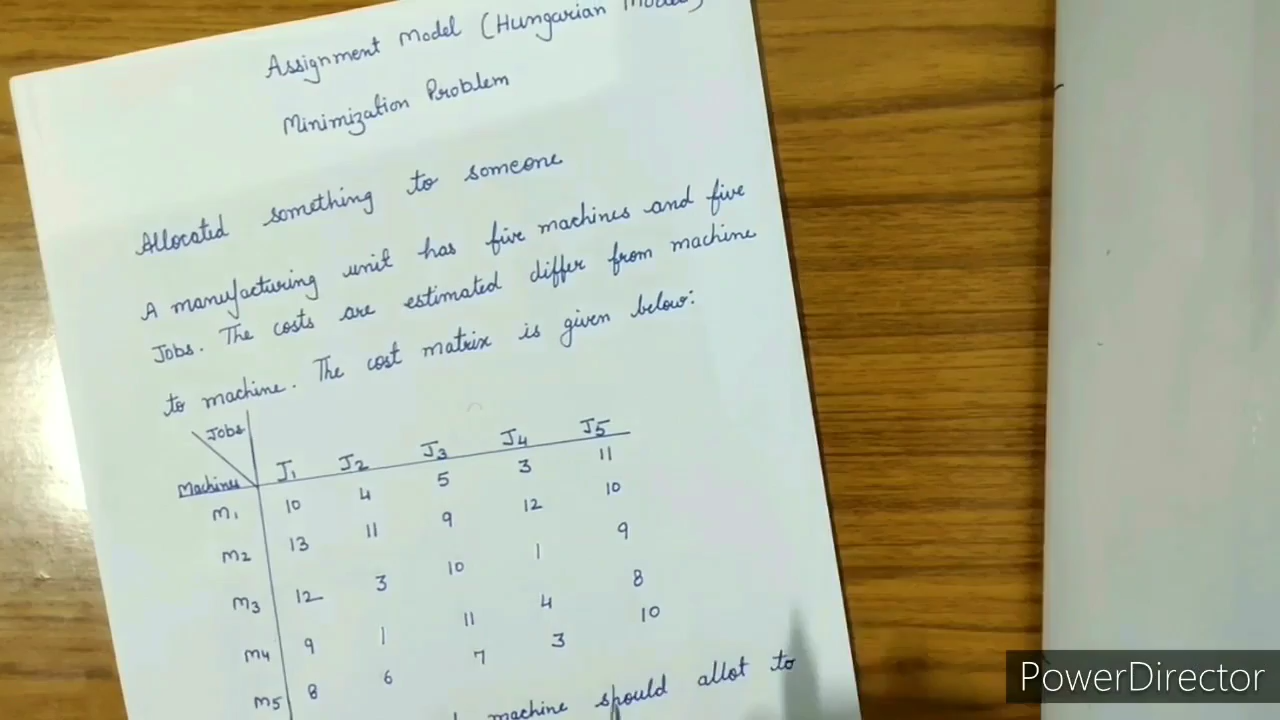 Assignment Model (Hungarian Model)
Minimization Problem
Allocated something to someone
A manufacturing unit has five machines and five
Jobs. The costs are estimated differ from machine
to machine. The cost matrix is given below:
Jobs
Machines J1 J2 J3 J4 J5
M1 10 4 5 3 11
M2 13 11 9 12 10
M3 12 3 10 1 9
M4 9 1 11 4 8
M5 8 6 7 3 10
machine should allot to
PowerDirector